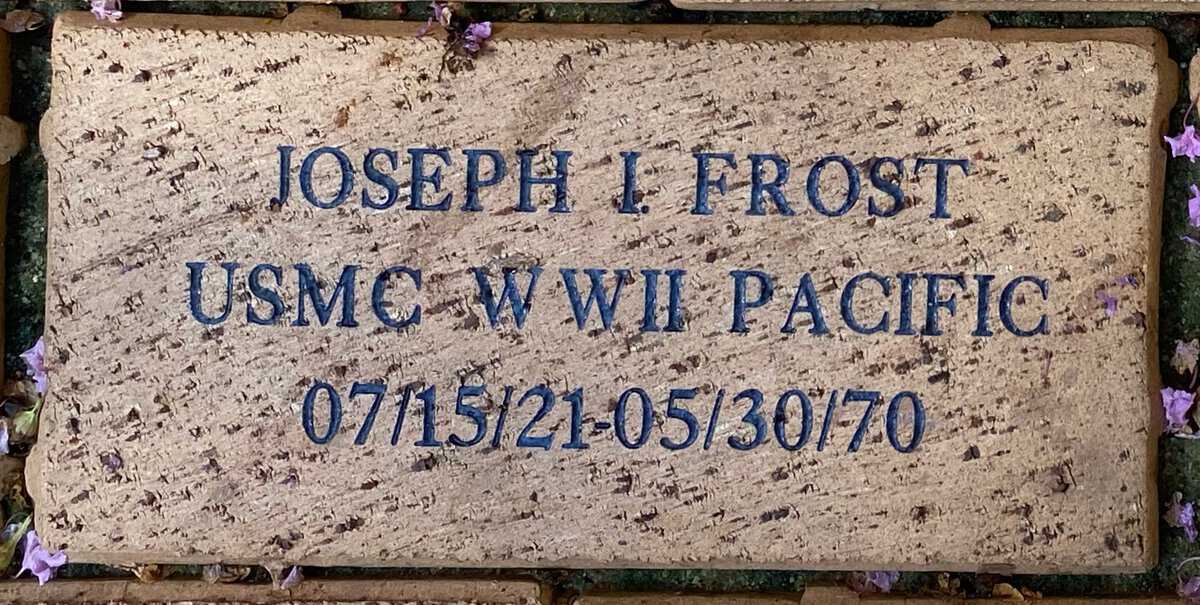 JOSEPH I. FROST
USMC WWII PACIFIC
07/15/21-05/30/70